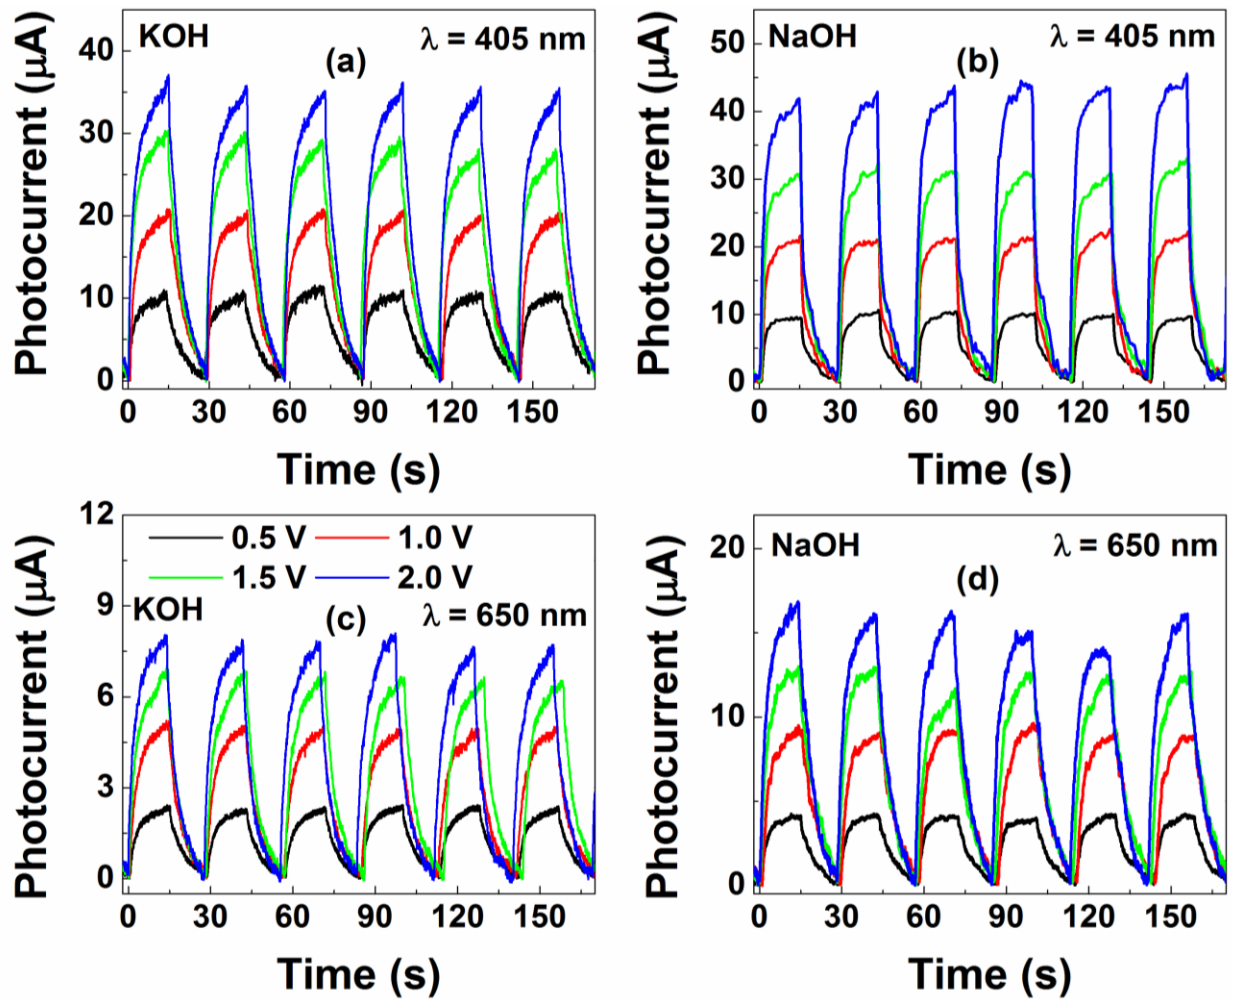 KOH
(a)
λ = 405 nm
Photocurrent (μA)
40
30
20
10
0
0 30 60 90 120 150
Time (s)
NaOH
(b)
λ = 405 nm
Photocurrent (μA)
50
40
30
20
10
0
0 30 60 90 120 150
Time (s)
0.5 V 1.0 V
1.5 V 2.0 V
KOH
(c)
λ = 650 nm
Photocurrent (μA)
12
9
6
3
0
0 30 60 90 120 150
Time (s)
NaOH
(d)
λ = 650 nm
Photocurrent (μA)
20
10
0
0 30 60 90 120 150
Time (s)